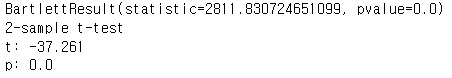 BartlettResult(statistic=2811.830724651099, pvalue=0.0)
2-sample t-test
t: -37.261
p: 0.0